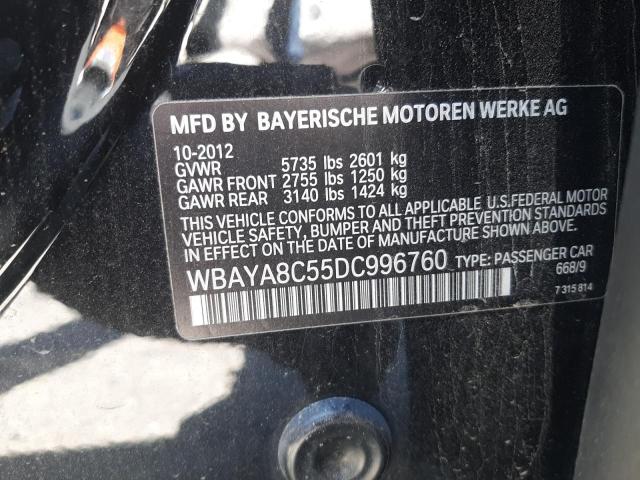 MFD BY BAYERISCHE MOTOREN WERKE AG
10-2012
GVWR 5735 lbs 2601 kg
GAWR FRONT 2755 lbs 1250 kg
GAWR REAR 3140 lbs 1424 kg
THIS VEHICLE CONFORMS TO ALL APPLICABLE U.S.FEDERAL MOTOR
VEHICLE SAFETY, BUMPER AND THEFT PREVENTION STANDARDS
IN EFFECT ON THE DATE OF MANUFACTURE SHOWN ABOVE.
WBAYA8C55DC996760 TYPE: PASSENGER CAR
668/9
7 315 814